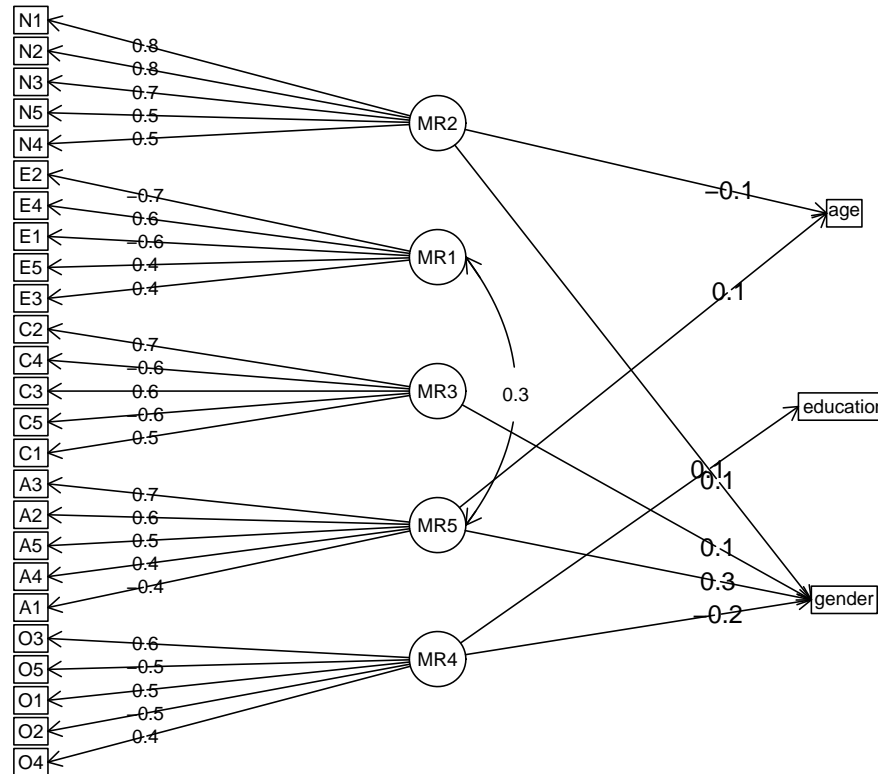 N1
N2
N3
N5
N4
E2
E4
E1
E5
E3
C2
C4
C3
C5
C1
A3
A2
A5
A4
A1
O3
O5
O1
O2
O4
0.8
0.8
0.7
0.5
0.5
−0.7
0.6
−0.6
0.4
0.4
0.7
−0.6
0.6
−0.6
0.5
0.7
0.6
0.5
0.4
−0.4
0.6
−0.5
0.5
−0.5
0.4
MR2
MR1
MR3
MR5
MR4
0.3
−0.1
0.1
0.1
0.1
0.1
0.3
−0.2
age
education
gender